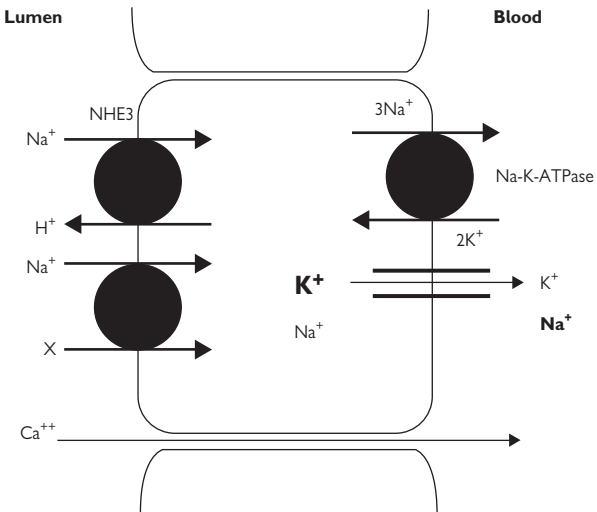 Lumen
Blood
NHE3
3Na⁺
Na⁺
Na-K-ATPase
H⁺
2K⁺
Na⁺
K⁺
K⁺
Na⁺
Na⁺
X
Ca⁺⁺